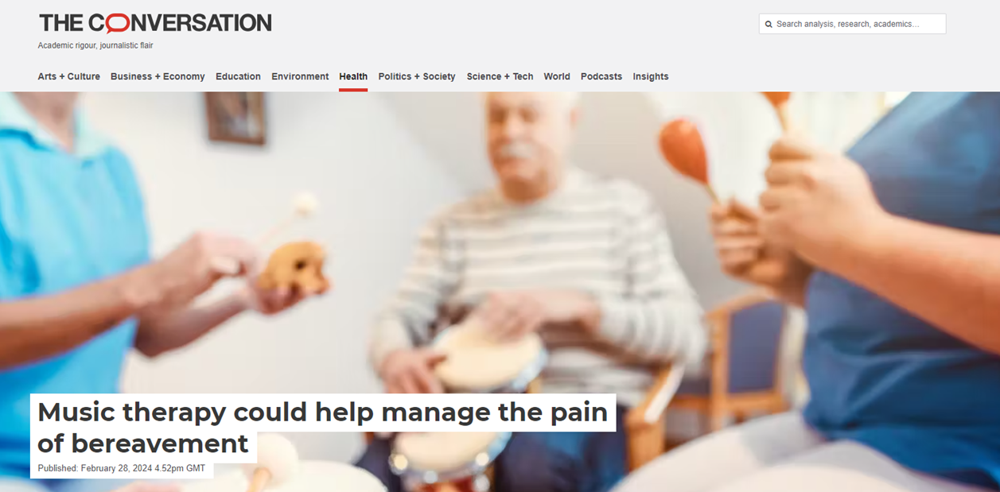 THE CONVERSATION
Search analysis, research, academics...
Academic rigour, journalistic flair
Arts + Culture Business + Economy Education Environment Health Politics + Society Science + Tech World Podcasts Insights
Music therapy could help manage the pain
of bereavement
Published: February 28, 2024 4.52pm GMT